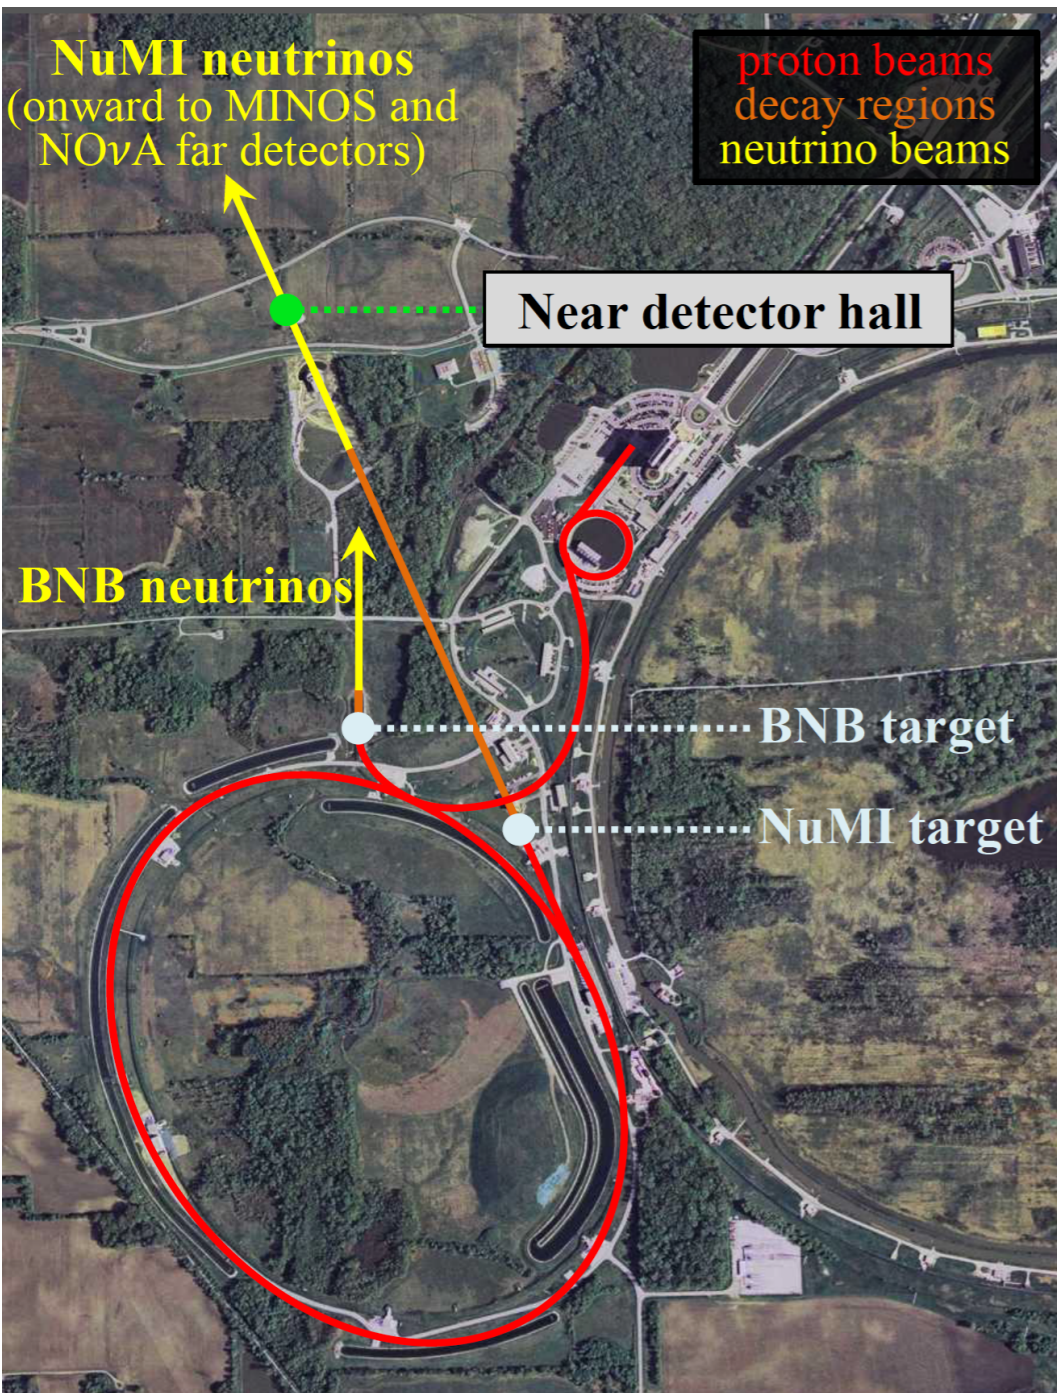 NuMI neutrinos
(onward to MINOS and
NOνA far detectors)
proton beams
decay regions
neutrino beams
Near detector hall
BNB neutrinos
BNB target
NuMI target